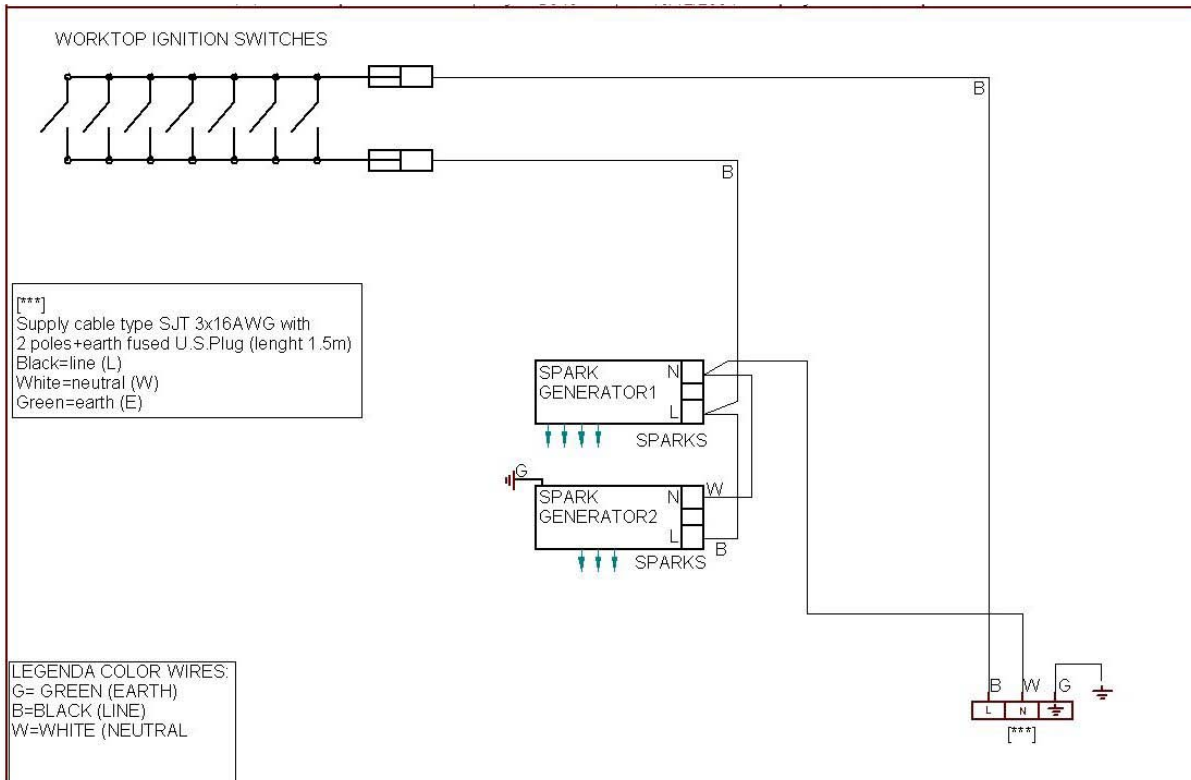 WORKTOP IGNITION SWITCHES
B
B
[***]
Supply cable type SJT 3x16AWG with
2 poles+earth fused U.S.Plug (lenght 1.5m)
Black=line (L)
White=neutral (W)
Green=earth (E)
SPARK N
GENERATOR1
L
SPARKS
G
SPARK N W
GENERATOR2
L
B
SPARKS
LEGENDA COLOR WIRES:
G= GREEN (EARTH)
B=BLACK (LINE)
W=WHITE (NEUTRAL
B W G
L N
[***]